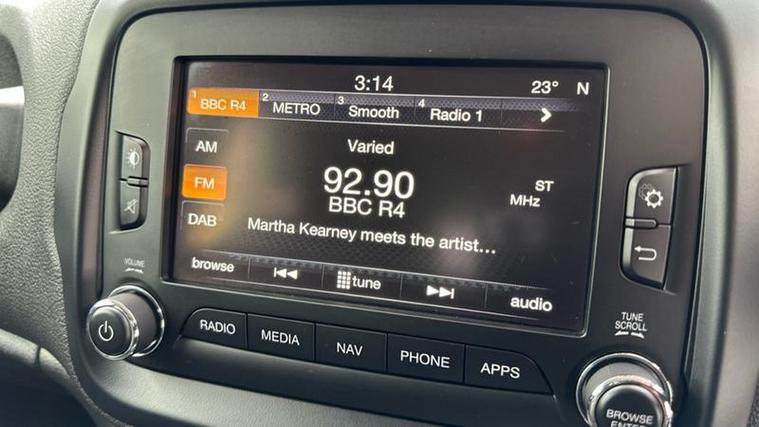 3:14 23° N
1 BBC R4 2 METRO 3 Smooth 4 Radio 1
AM
Varied
FM
92.90
ST
MHz
BBC R4
DAB
Martha Kearney meets the artist...
browse tune audio
VOLUME
RADIO MEDIA NAV PHONE APPS
TUNE
SCROLL
BROWSE
ENTER